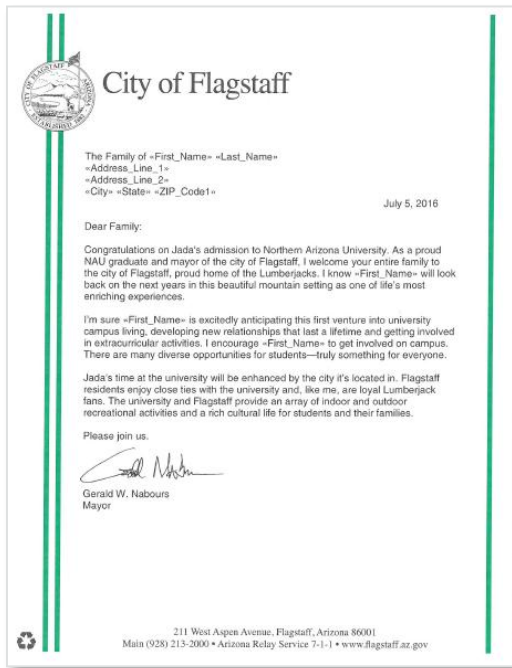 CITY OF FLAGSTAFF
ARIZONA
ESTABLISHED 1882
City of Flagstaff
The Family of «First_Name» «Last_Name»
«Address_Line_1»
«Address_Line_2»
«City» «State» «ZIP_Code1»
July 5, 2016
Dear Family:
Congratulations on Jada's admission to Northern Arizona University. As a proud
NAU graduate and mayor of the city of Flagstaff, I welcome your entire family to
the city of Flagstaff, proud home of the Lumberjacks. I know «First_Name» will look
back on the next years in this beautiful mountain setting as one of life's most
enriching experiences.
I'm sure «First_Name» is excitedly anticipating this first venture into university
campus living, developing new relationships that last a lifetime and getting involved
in extracurricular activities. I encourage «First_Name» to get involved on campus.
There are many diverse opportunities for students—truly something for everyone.
Jada's time at the university will be enhanced by the city it's located in. Flagstaff
residents enjoy close ties with the university and, like me, are loyal Lumberjack
fans. The university and Flagstaff provide an array of indoor and outdoor
recreational activities and a rich cultural life for students and their families.
Please join us.
Gerald W. Nabours
Mayor
211 West Aspen Avenue, Flagstaff, Arizona 86001
Main (928) 213-2000 • Arizona Relay Service 7-1-1 • www.flagstaff.az.gov